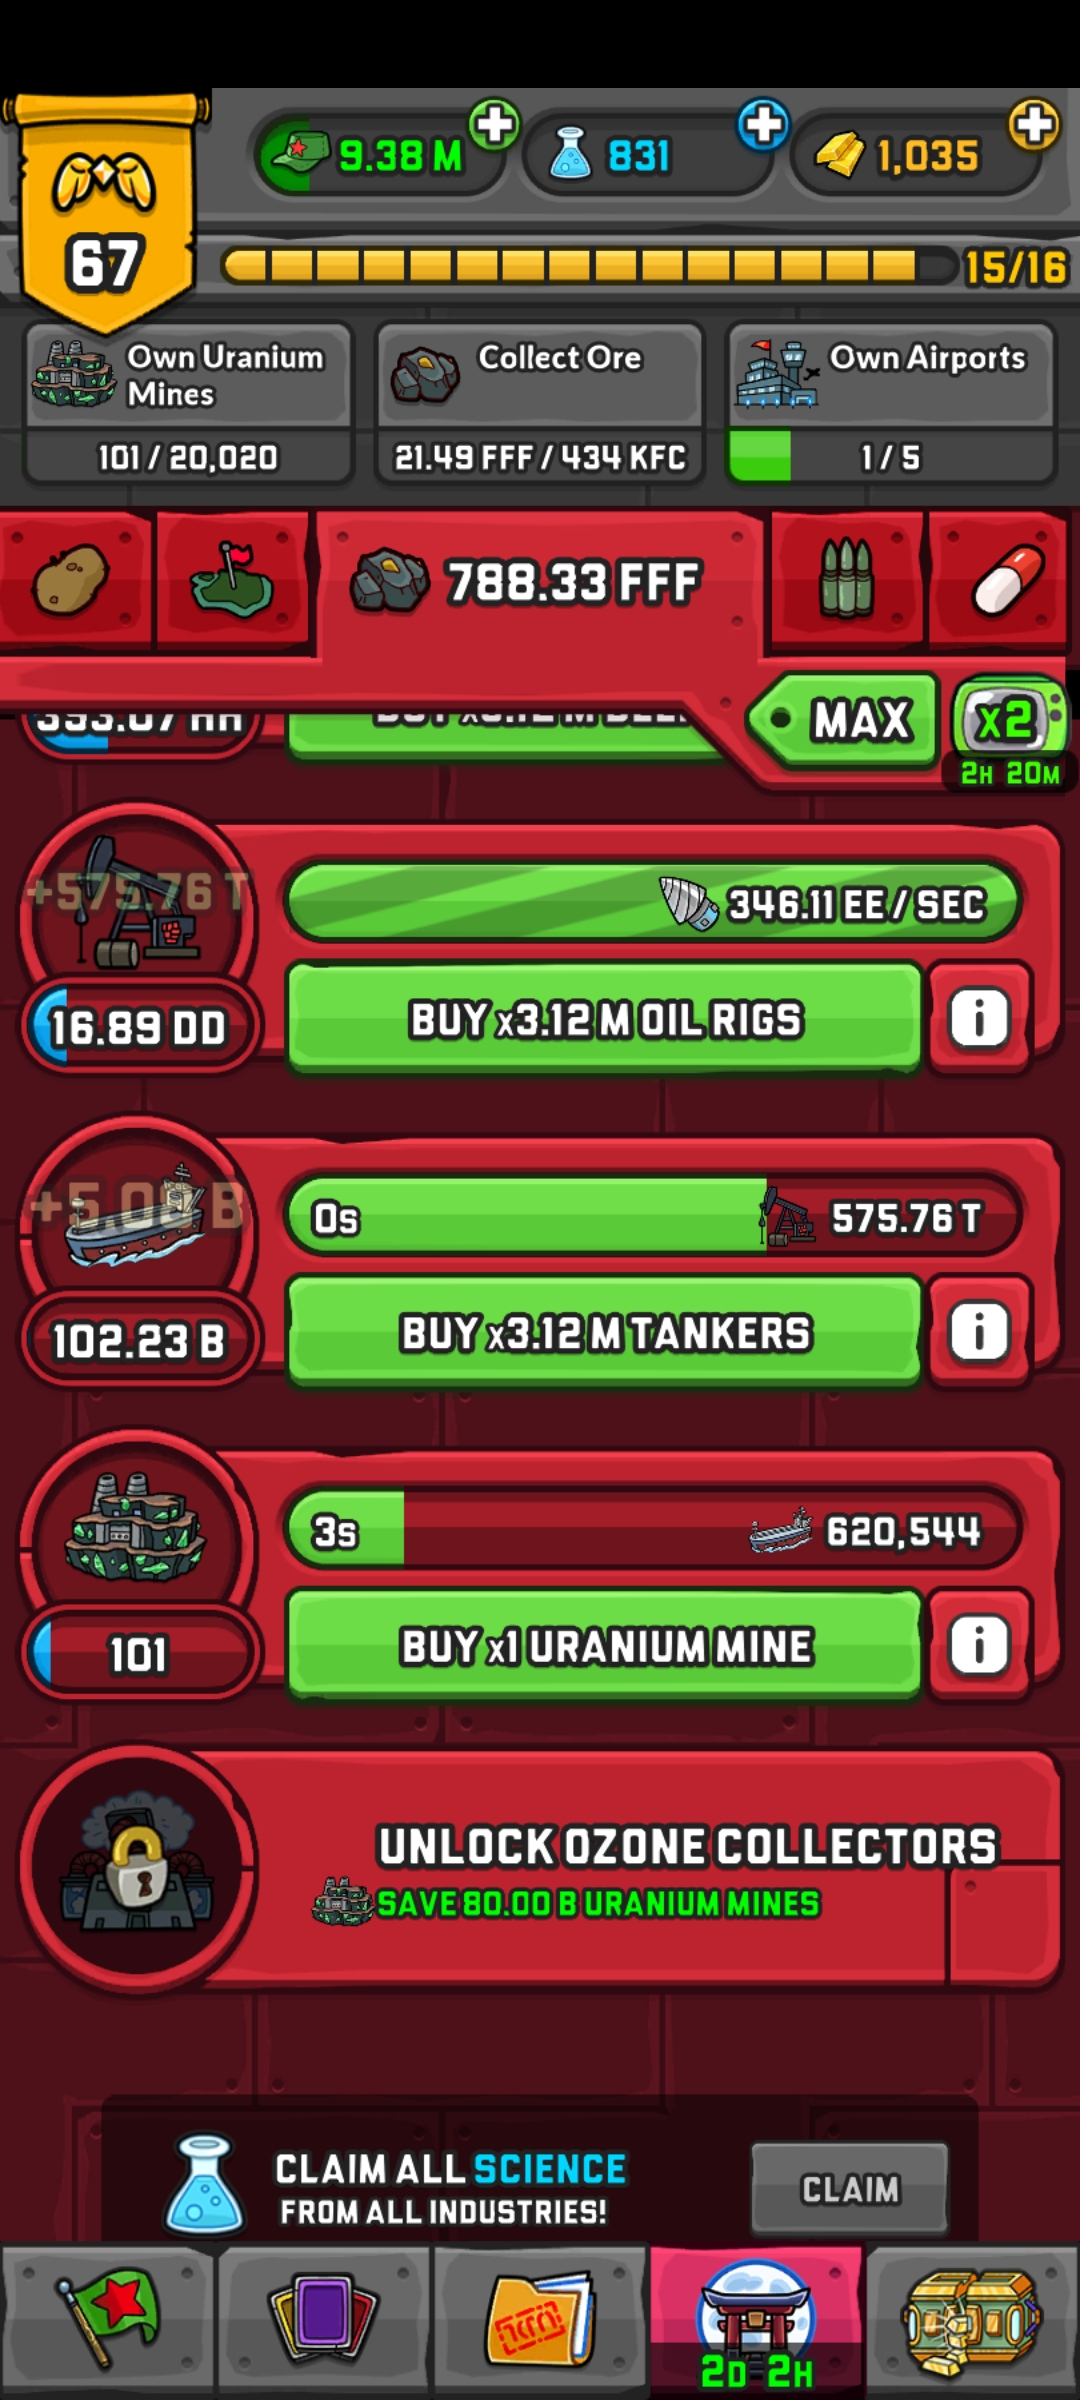 9.38 M
831
1,035
67
15/16
Own Uranium
Mines
101 / 20,020
Collect Ore
21.49 FFF / 434 KFC
Own Airports
1 / 5
788.33 FFF
MAX
x2
2H 20M
+575.76 T
346.11 EE / SEC
16.89 DD
BUY x3.12 M OIL RIGS
i
0s
575.76 T
102.23 B
BUY x3.12 M TANKERS
i
3s
620,544
101
BUY x1 URANIUM MINE
i
UNLOCK OZONE COLLECTORS
SAVE 80.00 B URANIUM MINES
CLAIM ALL SCIENCE
FROM ALL INDUSTRIES!
CLAIM
2D 2H